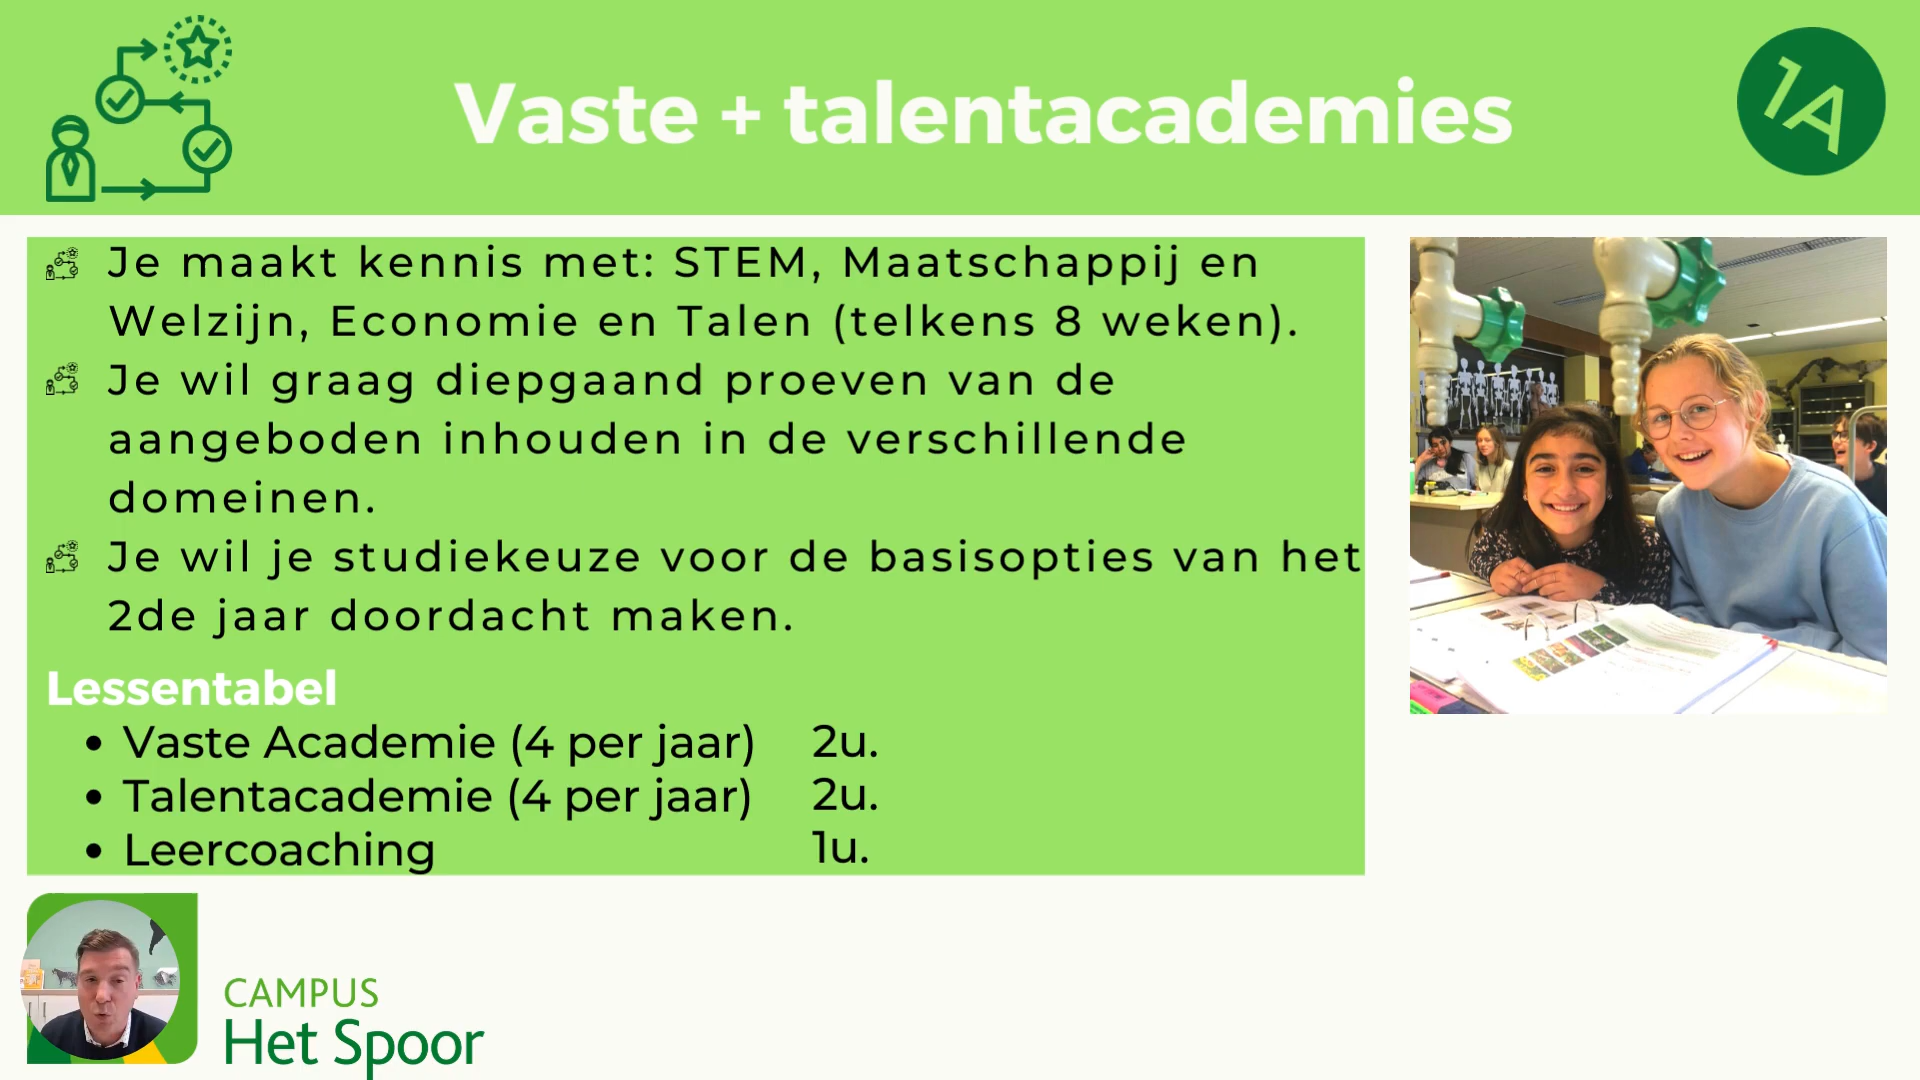 Vaste + talentacademies
1A
Je maakt kennis met: STEM, Maatschappij en
Welzijn, Economie en Talen (telkens 8 weken).
Je wil graag diepgaand proeven van de
aangeboden inhouden in de verschillende
domeinen.
Je wil je studiekeuze voor de basisopties van het
2de jaar doordacht maken.
Lessentabel
• Vaste Academie (4 per jaar) 2u.
• Talentacademie (4 per jaar) 2u.
• Leercoaching 1u.
CAMPUS
Het Spoor